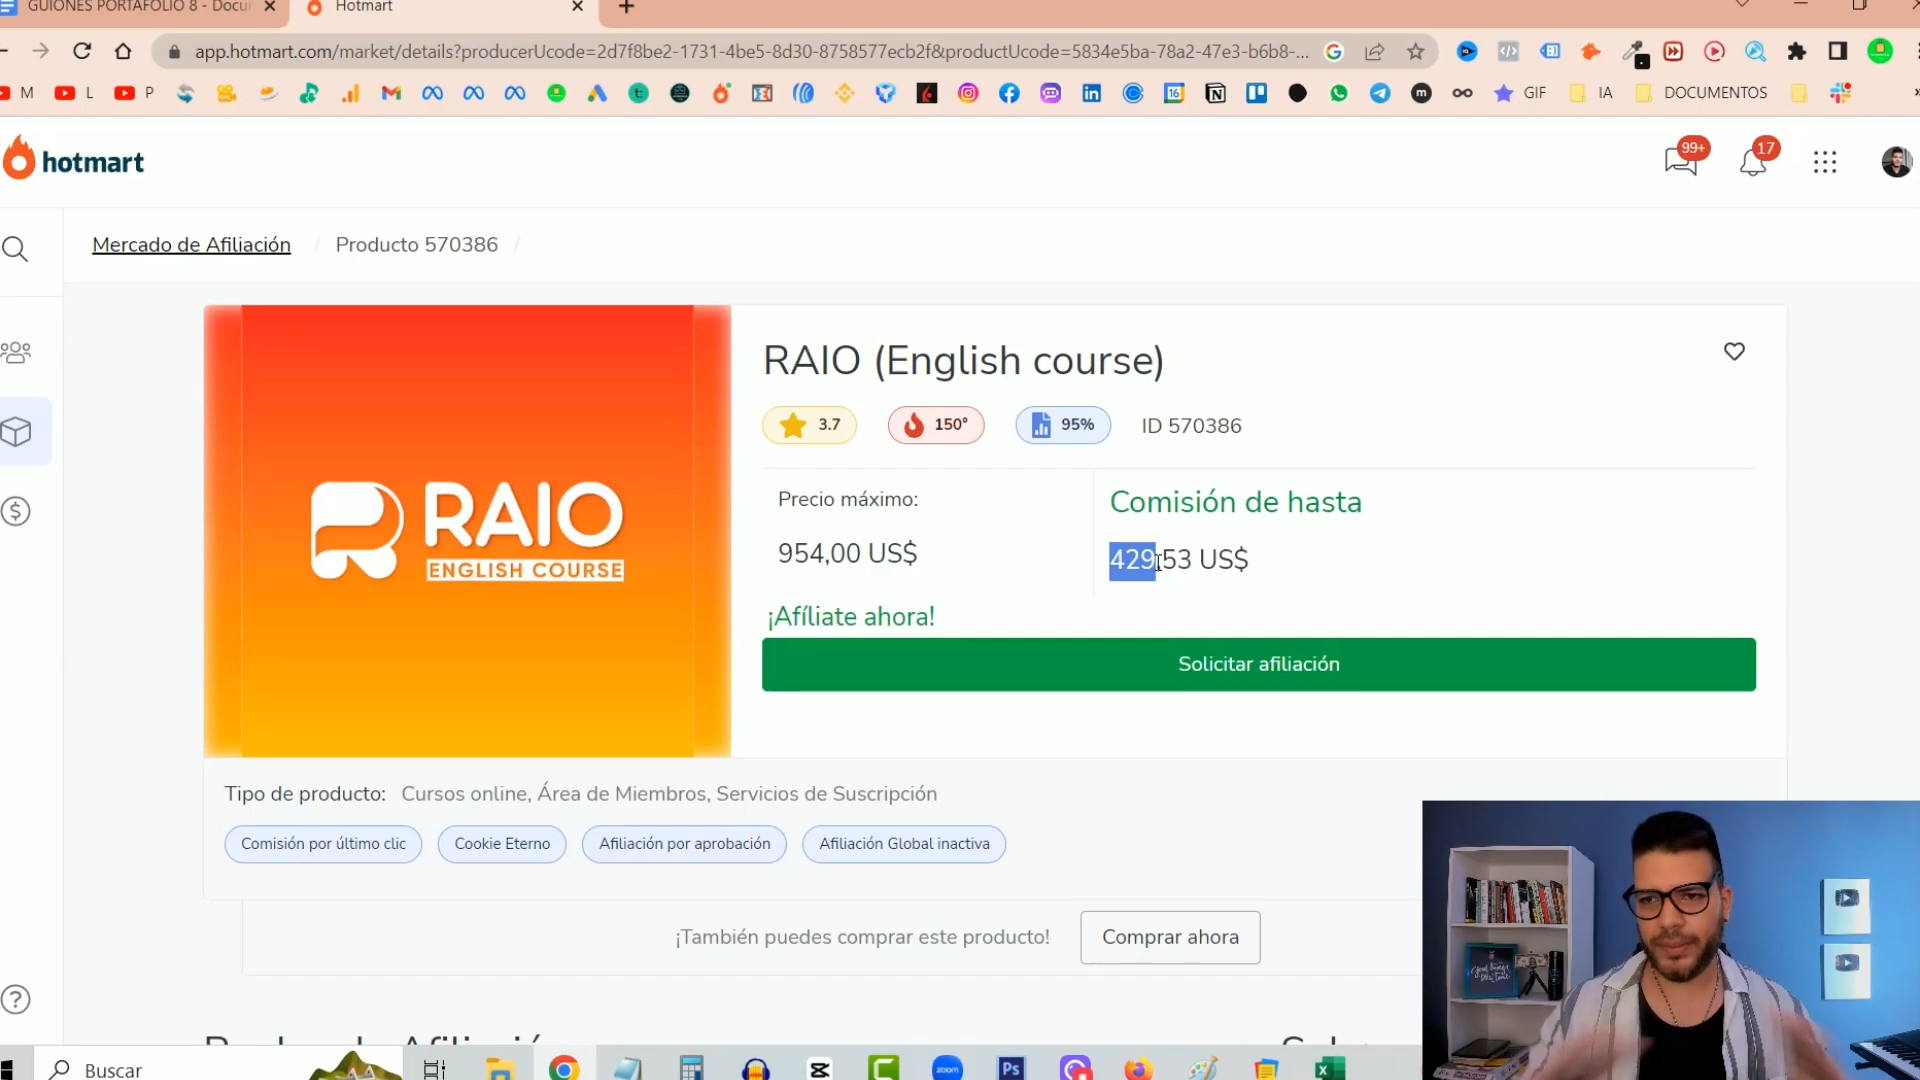 GUIONES PORTAFOLIO 8 - Docu
Hotmart
app.hotmart.com/market/details?producerUcode=2d7f8be2-1731-4be5-8d30-8758577ecb2f&productUcode=5834e5ba-78a2-47e3-b6b8-...
M
L
P
GIF
IA
DOCUMENTOS
hotmart
99+
17
Mercado de Afiliación / Producto 570386 /
RAIO
ENGLISH COURSE
RAIO (English course)
3.7
150°
95%
ID 570386
Precio máximo:
954,00 US$
Comisión de hasta
429,53 US$
¡Afíliate ahora!
Solicitar afiliación
Tipo de producto: Cursos online, Área de Miembros, Servicios de Suscripción
Comisión por último clic
Cookie Eterno
Afiliación por aprobación
Afiliación Global inactiva
¡También puedes comprar este producto!
Comprar ahora
Buscar
zoom
Ps